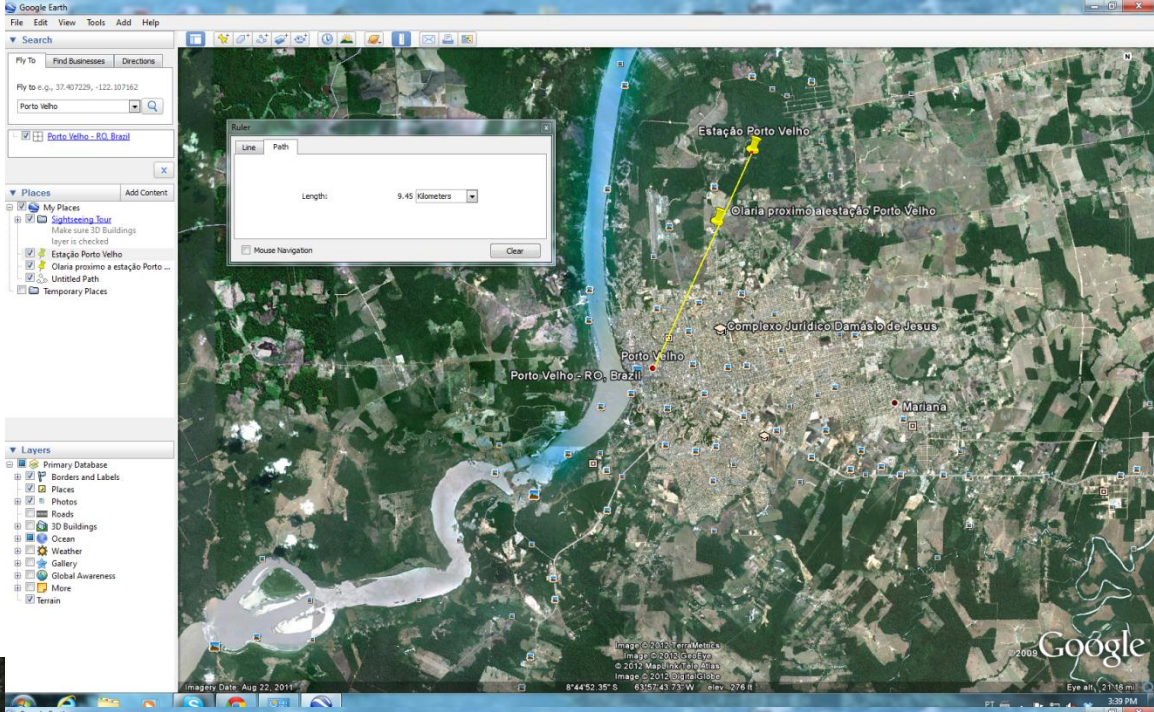 Google Earth
File Edit View Tools Add Help
Search
Fly To Find Businesses Directions
Fly to e.g., 37.407229, -122.107162
Porto Velho
Porto Velho - RO, Brazil
Places Add Content
My Places
Sightseeing Tour
Make sure 3D Buildings
layer is checked
Estação Porto Velho
Olaria proximo a estação Porto ...
Untitled Path
Temporary Places
Layers
Primary Database
Borders and Labels
Places
Photos
Roads
3D Buildings
Ocean
Weather
Gallery
Global Awareness
More
Terrain
Ruler
Line Path
Length: 9.45 Kilometers
Mouse Navigation Clear
N
Estação Porto Velho
Olaria proximo a estação Porto Velho
Complexo Jurídico Damásio de Jesus
Porto Velho
Porto Velho - RO, Brazil
Mariana
Image © 2012 TerraMetrics
Image © 2012 GeoEye
© 2012 MapLink/Tele Atlas
Image © 2012 DigitalGlobe
©2009 Google
Imagery Date: Aug 22, 2011 8°44'52.35" S 63°57'43.73" W elev 276 ft Eye alt 21.16 mi
PT 3:39 PM